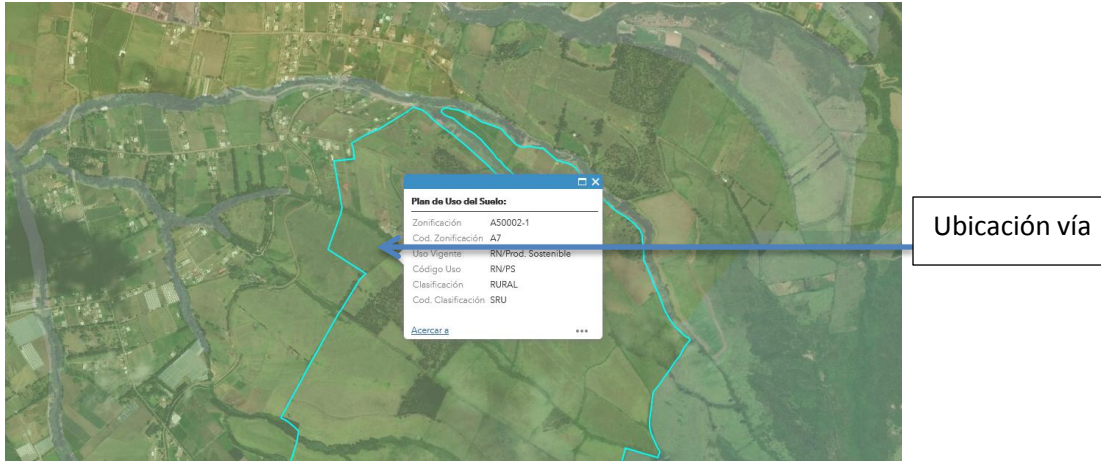 Plan de Uso del Suelo:
Zonificación A50002-1
Cod. Zonificación A7
Uso Vigente RN/Prod. Sostenible
Código Uso RN/PS
Clasificación RURAL
Cod. Clasificación SRU
Acercar a
Ubicación vía